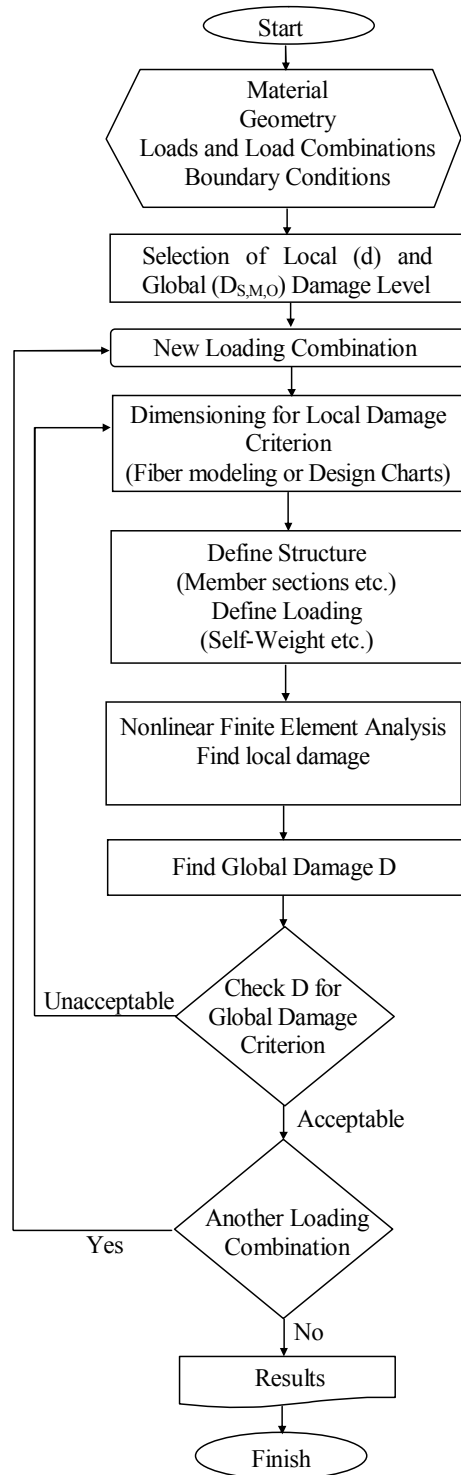 Start
Material
Geometry
Loads and Load Combinations
Boundary Conditions
Selection of Local (d) and
Global (D_{S,M,O}) Damage Level
New Loading Combination
Dimensioning for Local Damage
Criterion
(Fiber modeling or Design Charts)
Define Structure
(Member sections etc.)
Define Loading
(Self-Weight etc.)
Nonlinear Finite Element Analysis
Find local damage
Find Global Damage D
Check D for
Global Damage
Criterion
Unacceptable
Acceptable
Another Loading
Combination
Yes
No
Results
Finish